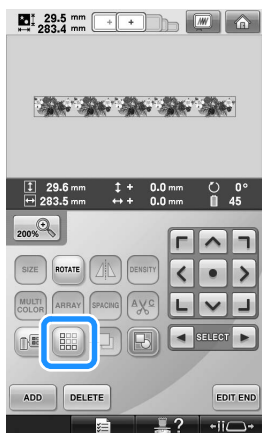 29.5 mm
283.4 mm
29.6 mm + 0.0 mm 0°
283.5 mm + 0.0 mm 45
200%
SIZE ROTATE DENSITY
MULTI COLOR ARRAY SPACING A C
SELECT
ADD DELETE EDIT END
?